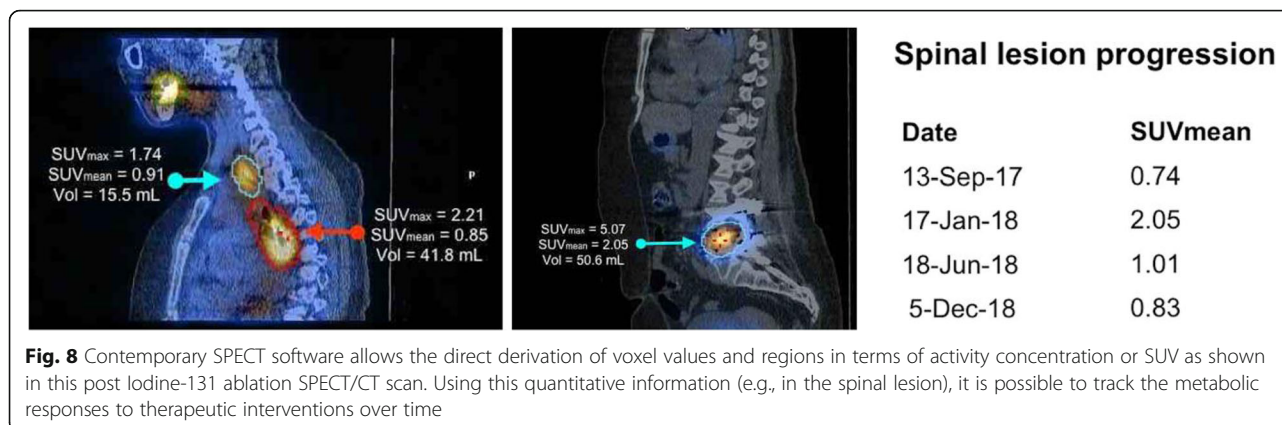 SUVmax = 1.74
SUVmean = 0.91
Vol = 15.5 mL
P
SUVmax = 2.21
SUVmean = 0.85
Vol = 41.8 mL
SUVmax = 5.07
SUVmean = 2.05
Vol = 50.6 mL
Spinal lesion progression
Date SUVmean
13-Sep-17 0.74
17-Jan-18 2.05
18-Jun-18 1.01
5-Dec-18 0.83
Fig. 8 Contemporary SPECT software allows the direct derivation of voxel values and regions in terms of activity concentration or SUV as shown
in this post Iodine-131 ablation SPECT/CT scan. Using this quantitative information (e.g., in the spinal lesion), it is possible to track the metabolic
responses to therapeutic interventions over time